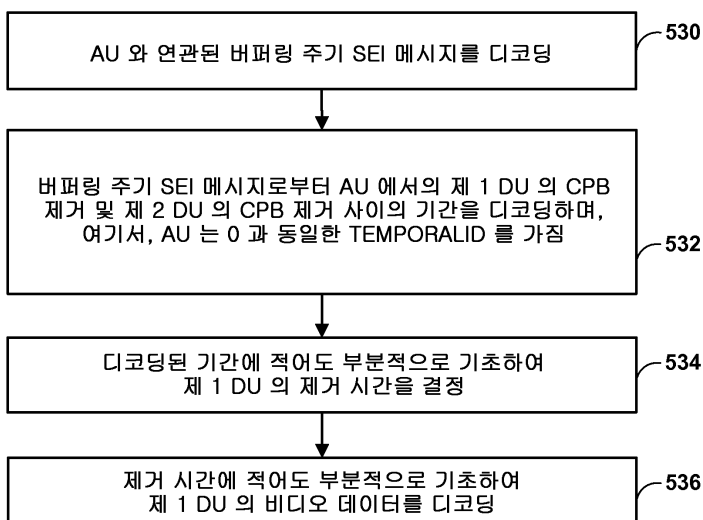 AU 와 연관된 버퍼링 주기 SEI 메시지를 디코딩
530
버퍼링 주기 SEI 메시지로부터 AU 에서의 제 1 DU 의 CPB
제거 및 제 2 DU 의 CPB 제거 사이의 기간을 디코딩하며,
여기서, AU 는 0 과 동일한 TEMPORALID 를 가짐
532
디코딩된 기간에 적어도 부분적으로 기초하여
제 1 DU 의 제거 시간을 결정
534
제거 시간에 적어도 부분적으로 기초하여
제 1 DU 의 비디오 데이터를 디코딩
536